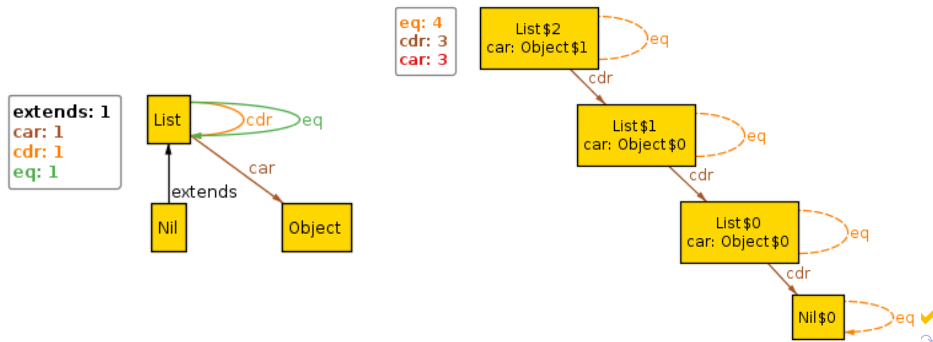 extends: 1
car: 1
cdr: 1
eq: 1
List
cdr
eq
car
extends
Nil
Object
eq: 4
cdr: 3
car: 3
List$2
car: Object$1
eq
cdr
List$1
car: Object$0
eq
cdr
List$0
car: Object$0
eq
cdr
Nil$0
eq